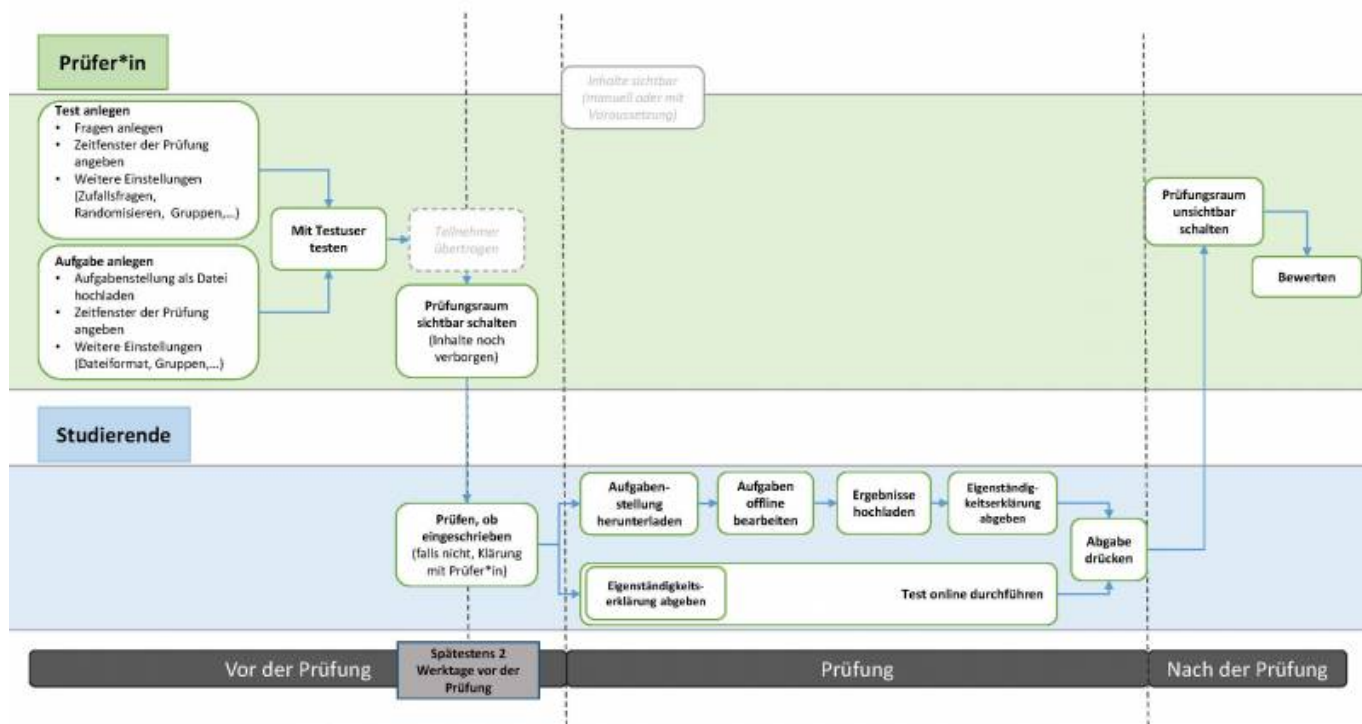 Prüfer*in
Inhalte sichtbar
(manuell oder mit
Voraussetzung)
Test anlegen
• Fragen anlegen
• Zeitfenster der Prüfung
angeben
• Weitere Einstellungen
(Zufallsfragen,
Randomisieren, Gruppen,...)
Mit Testuser
testen
Teilnehmer
übertragen
Aufgabe anlegen
• Aufgabenstellung als Datei
hochladen
• Zeitfenster der Prüfung
angeben
• Weitere Einstellungen
(Dateiformat, Gruppen,...)
Prüfungsraum
sichtbar schalten
(Inhalte noch
verborgen)
Prüfungsraum
unsichtbar
schalten
Bewerten
Studierende
Prüfen, ob
eingeschrieben
(falls nicht, Klärung
mit Prüfer*in)
Aufgaben-
stellung
herunterladen
Aufgaben
offline
bearbeiten
Ergebnisse
hochladen
Eigenständig-
keitserklärung
abgeben
Abgabe
drücken
Eigenständigkeits-
erklärung abgeben
Test online durchführen
Vor der Prüfung
Spätestens 2
Werktage vor der
Prüfung
Prüfung
Nach der Prüfung